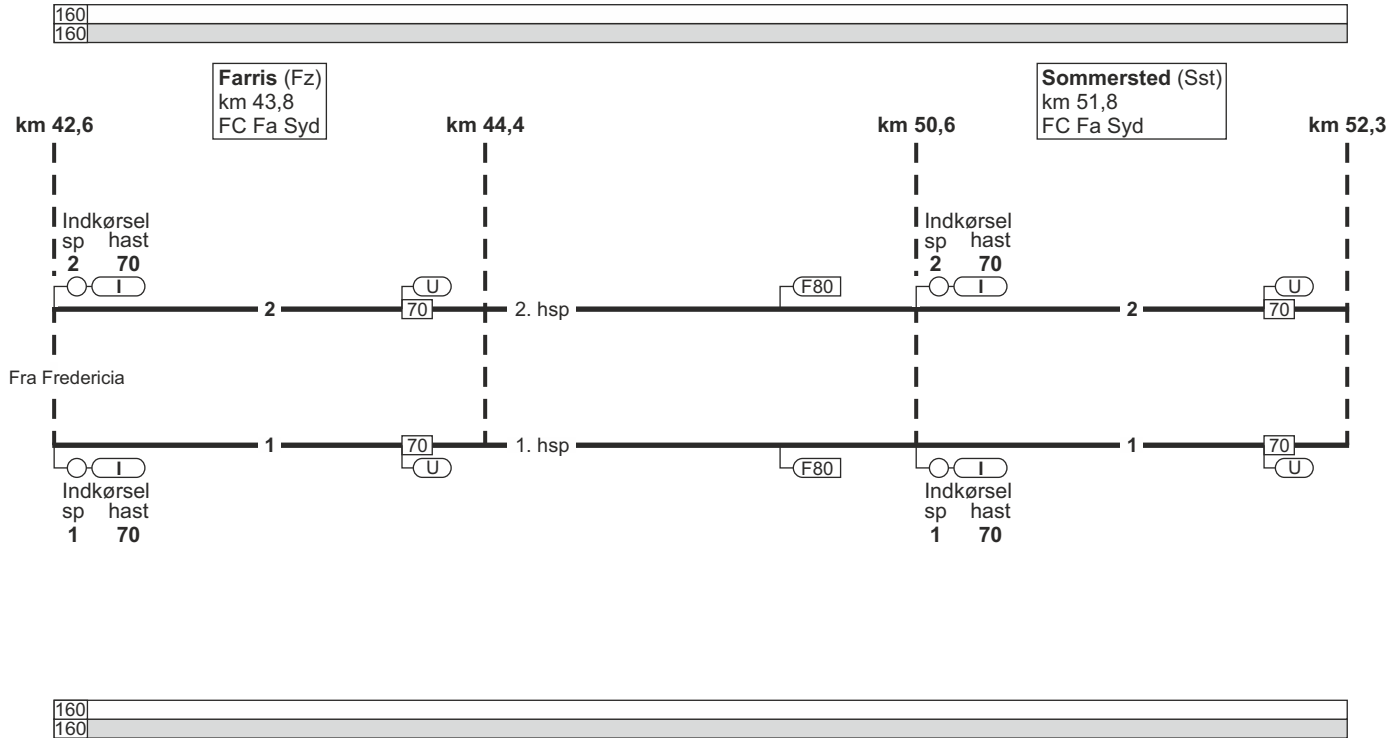 160
160
Farris (Fz)
km 43,8
FC Fa Syd
Sommersted (Sst)
km 51,8
FC Fa Syd
km 42,6
km 44,4
km 50,6
km 52,3
Indkørsel
sp hast
2 70
I
U
F80
Indkørsel
sp hast
2 70
I
U
2
70
2. hsp
2
70
Fra Fredericia
1
70
1. hsp
1
70
I
U
F80
I
U
Indkørsel
sp hast
1 70
Indkørsel
sp hast
1 70
160
160